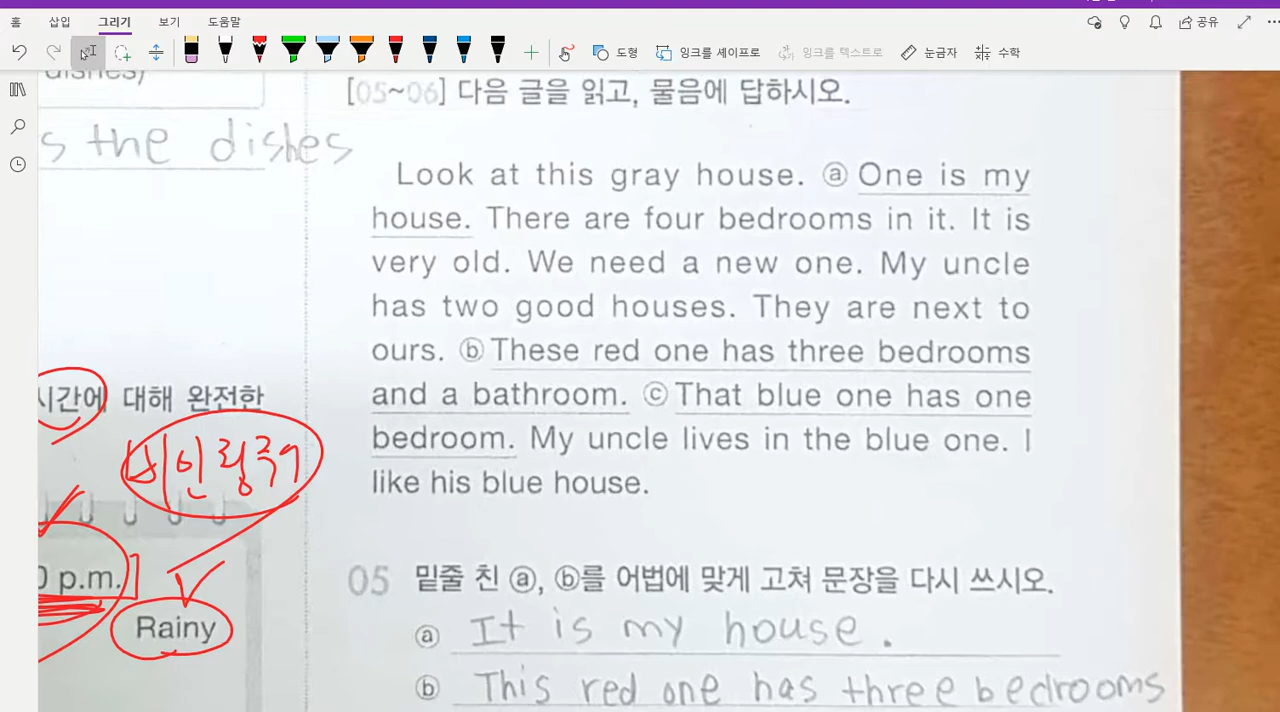 홈 삽입 그리기 보기 도움말
공유
도형 잉크를 셰이프로 잉크를 텍스트로 눈금자 수학
dishes)
s the dishes
시간에 대해 완전한
비인칭주어
0 p.m.
Rainy
[05~06] 다음 글을 읽고, 물음에 답하시오.
Look at this gray house. ⓐ One is my
house. There are four bedrooms in it. It is
very old. We need a new one. My uncle
has two good houses. They are next to
ours. ⓑ These red one has three bedrooms
and a bathroom. ⓒ That blue one has one
bedroom. My uncle lives in the blue one. I
like his blue house.
05 밑줄 친 ⓐ, ⓑ를 어법에 맞게 고쳐 문장을 다시 쓰시오.
ⓐ It is my house.
ⓑ This red one has three bedrooms